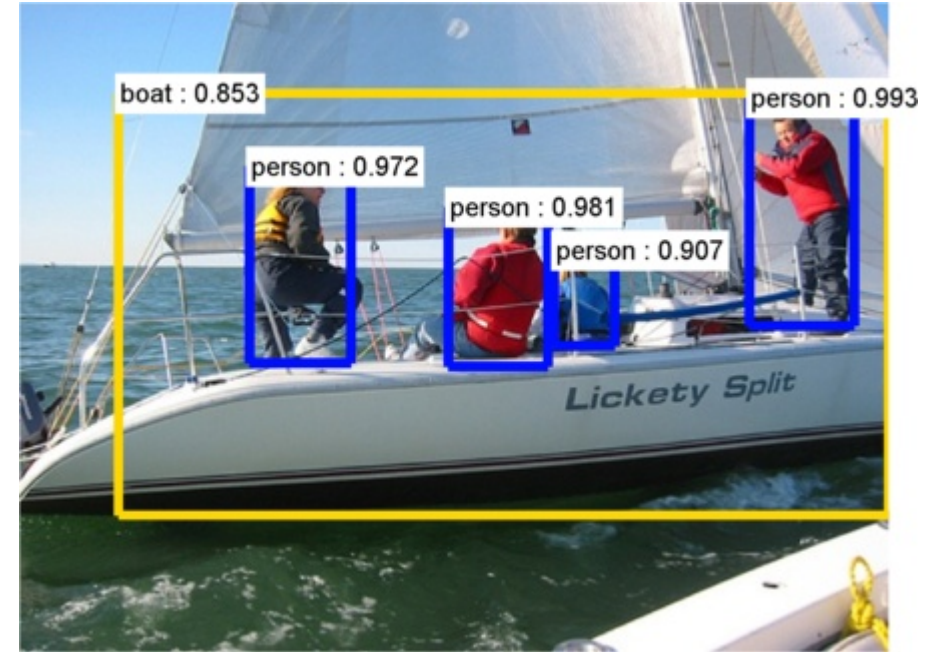 boat : 0.853
person : 0.993
person : 0.972
person : 0.981
person : 0.907
Lickety Split